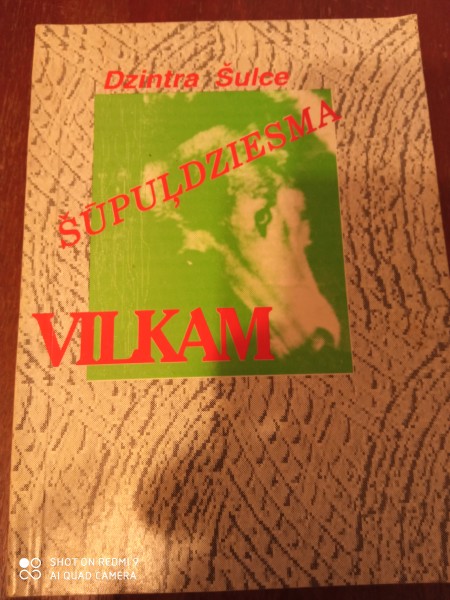 Dzintra Šulce
ŠŪPUĻDZIESMA
VILKAM
SHOT ON REDMI 9
AI QUAD CAMERA